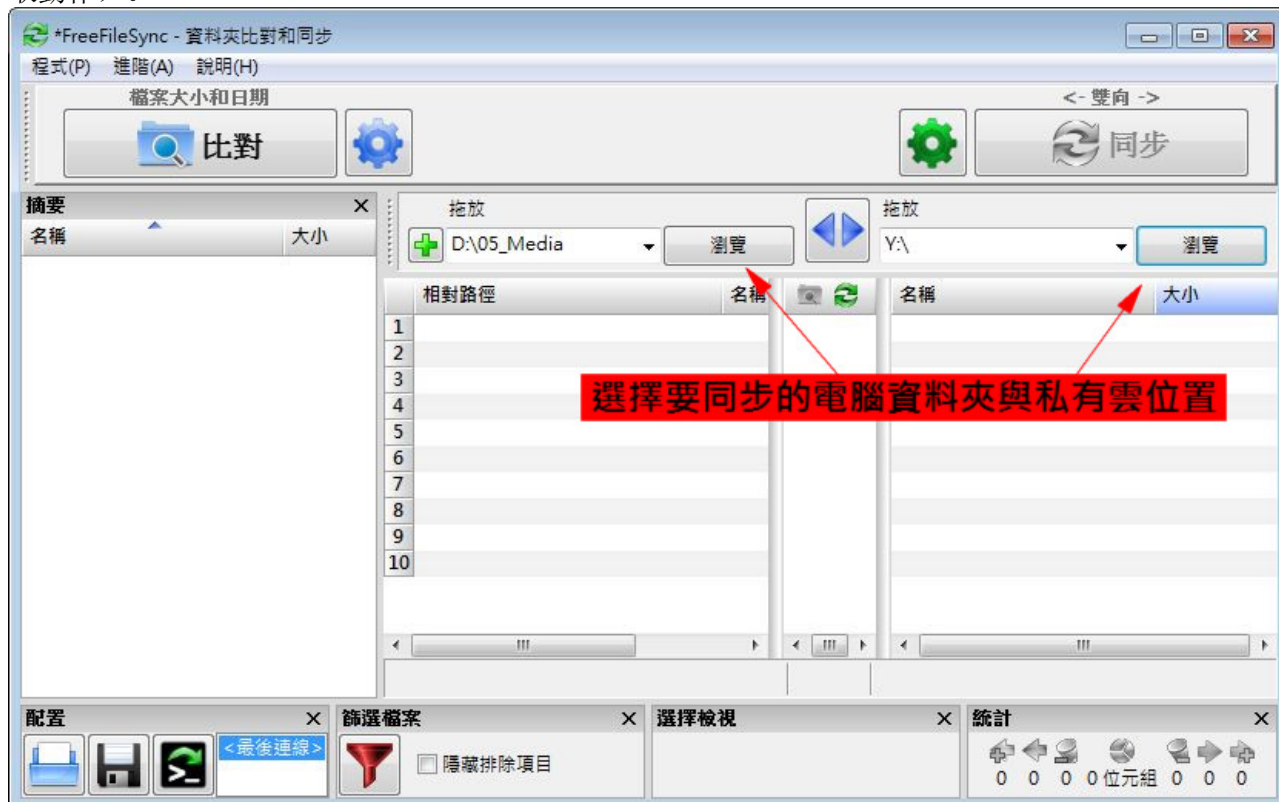 *FreeFileSync - 資料夾比對和同步
程式(P) 進階(A) 說明(H)
檔案大小和日期
<- 雙向 ->
比對
同步
摘要
拖放
拖放
名稱 大小
D:\05_Media
瀏覽
Y:\
瀏覽
相對路徑 名稱
名稱 大小
1
2
3
選擇要同步的電腦資料夾與私有雲位置
4
5
6
7
8
9
10
配置
篩選檔案
選擇檢視
統計
<最後連線>
隱藏排除項目
0 0 0 0位元組 0 0 0